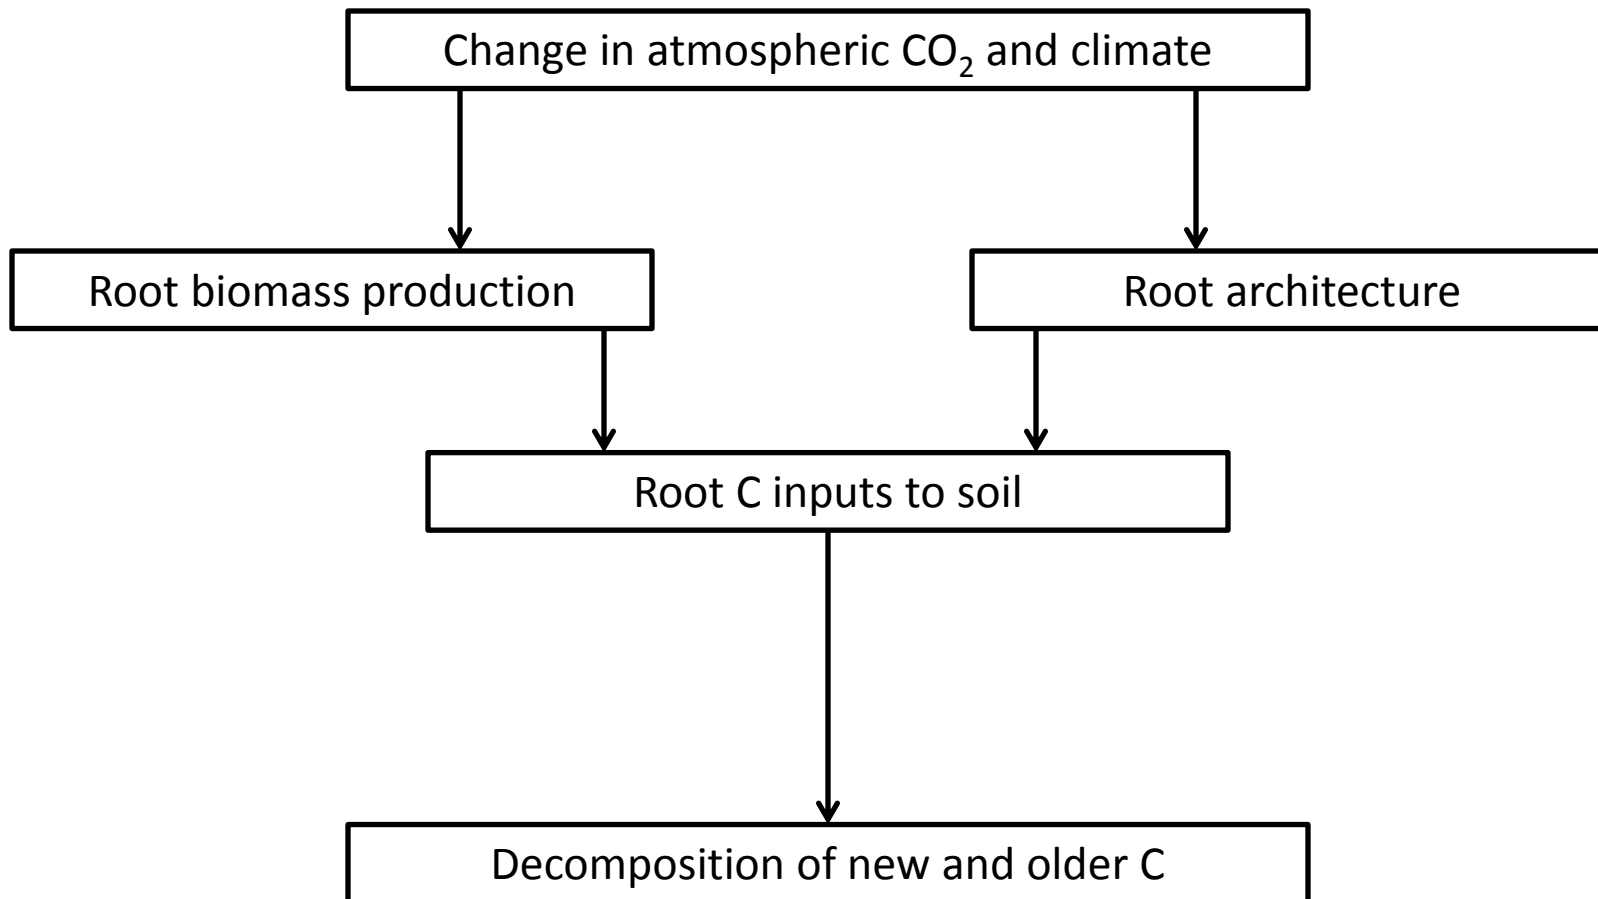 Change in atmospheric CO₂ and climate
Root biomass production
Root architecture
Root C inputs to soil
Decomposition of new and older C